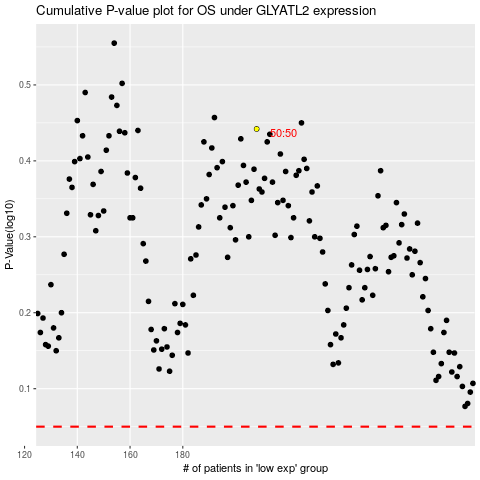 Cumulative P-value plot for OS under GLYATL2 expression
P-Value(log10)
0.5
0.4
0.3
0.2
0.1
50:50
120 140 160 180
# of patients in 'low exp' group